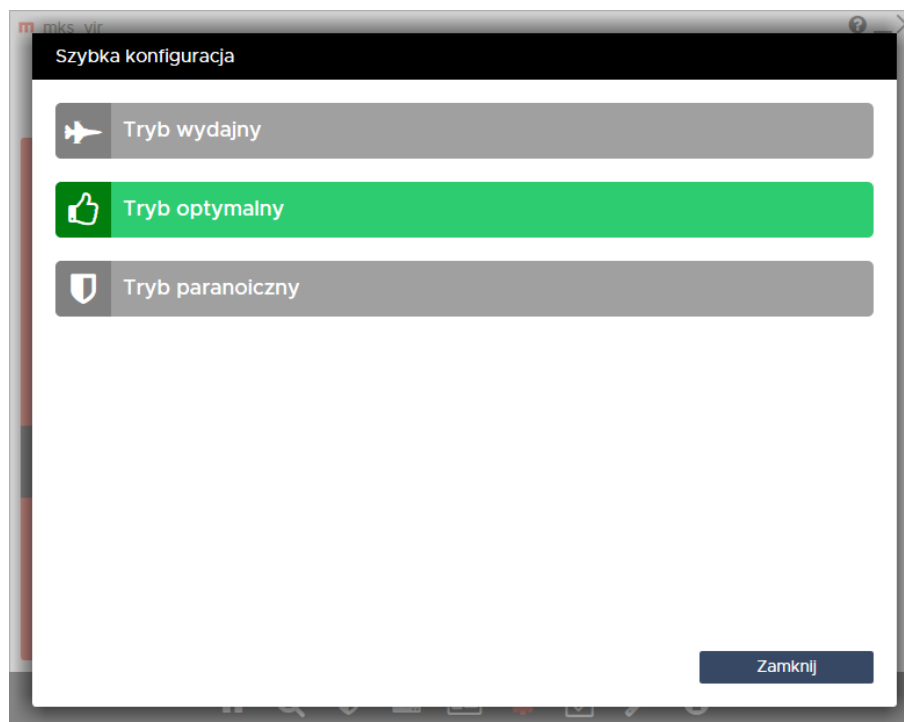 mks_vir
Szybka konfiguracja
Tryb wydajny
Tryb optymalny
Tryb paranoiczny
Zamknij